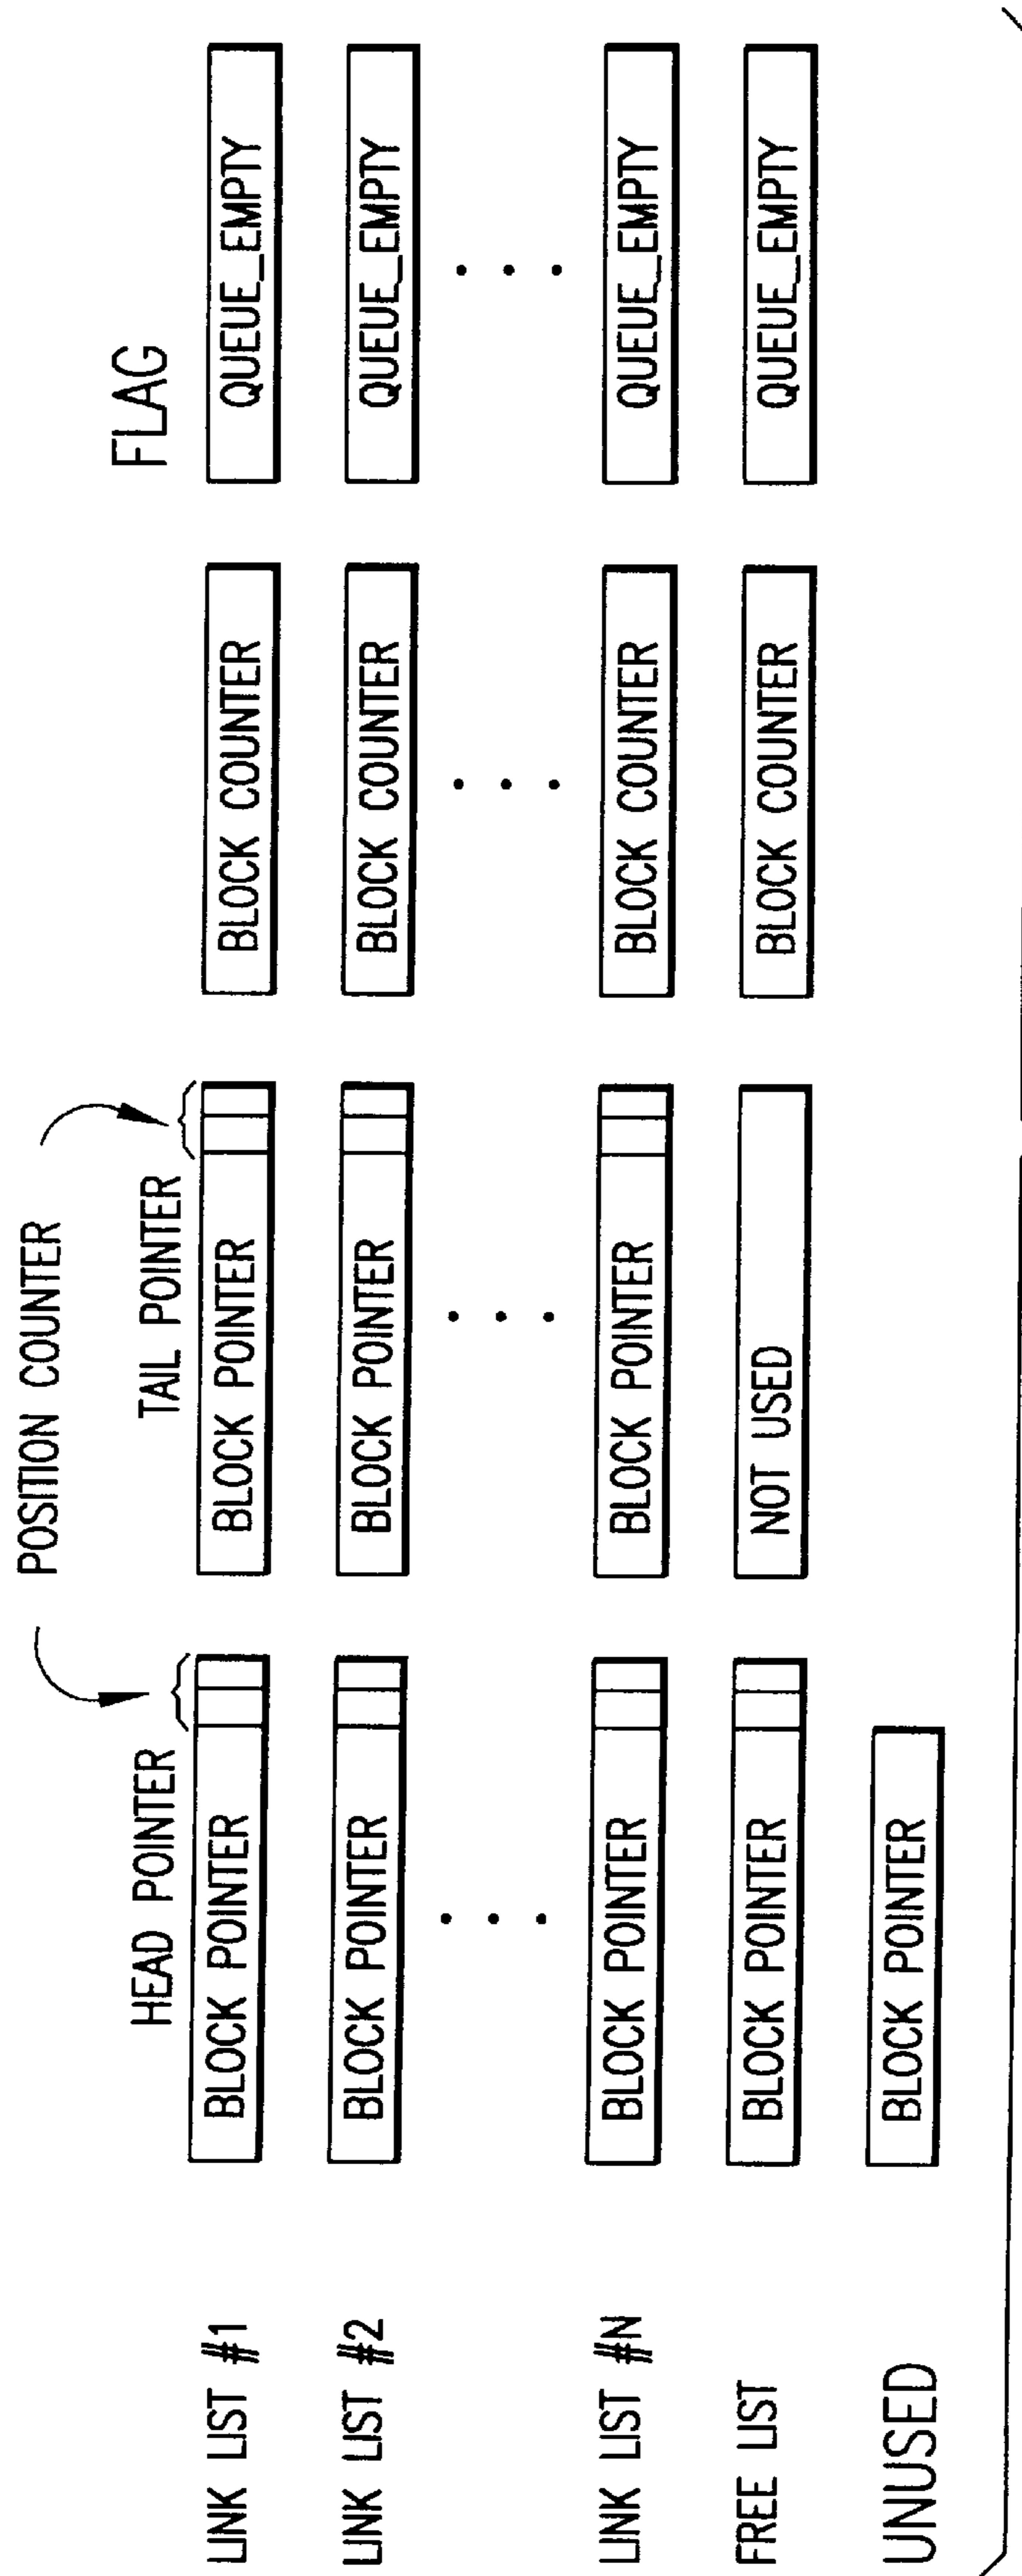 POSITION COUNTER
HEAD POINTER TAIL POINTER FLAG
LINK LIST #1 BLOCK POINTER BLOCK POINTER BLOCK COUNTER QUEUE_EMPTY
LINK LIST #2 BLOCK POINTER BLOCK POINTER BLOCK COUNTER QUEUE_EMPTY
LINK LIST #N BLOCK POINTER BLOCK POINTER BLOCK COUNTER QUEUE_EMPTY
FREE LIST BLOCK POINTER NOT USED BLOCK COUNTER QUEUE_EMPTY
UNUSED BLOCK POINTER